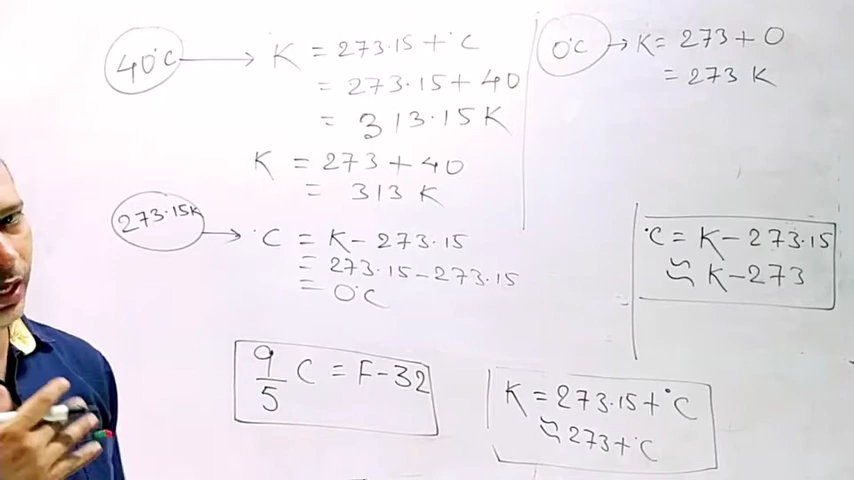 40°C → K = 273.15 + °C
= 273.15 + 40
= 313.15 K
K = 273 + 40
= 313 K
273.15K → °C = K - 273.15
= 273.15 - 273.15
= 0°C
0°C → K = 273 + 0
= 273 K
°C = K - 273.15
≈ K - 273
9/5 C = F - 32
K = 273.15 + °C
≈ 273 + °C